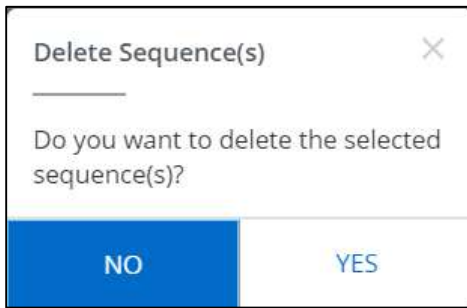 Delete Sequence(s)
Do you want to delete the selected
sequence(s)?
NO
YES